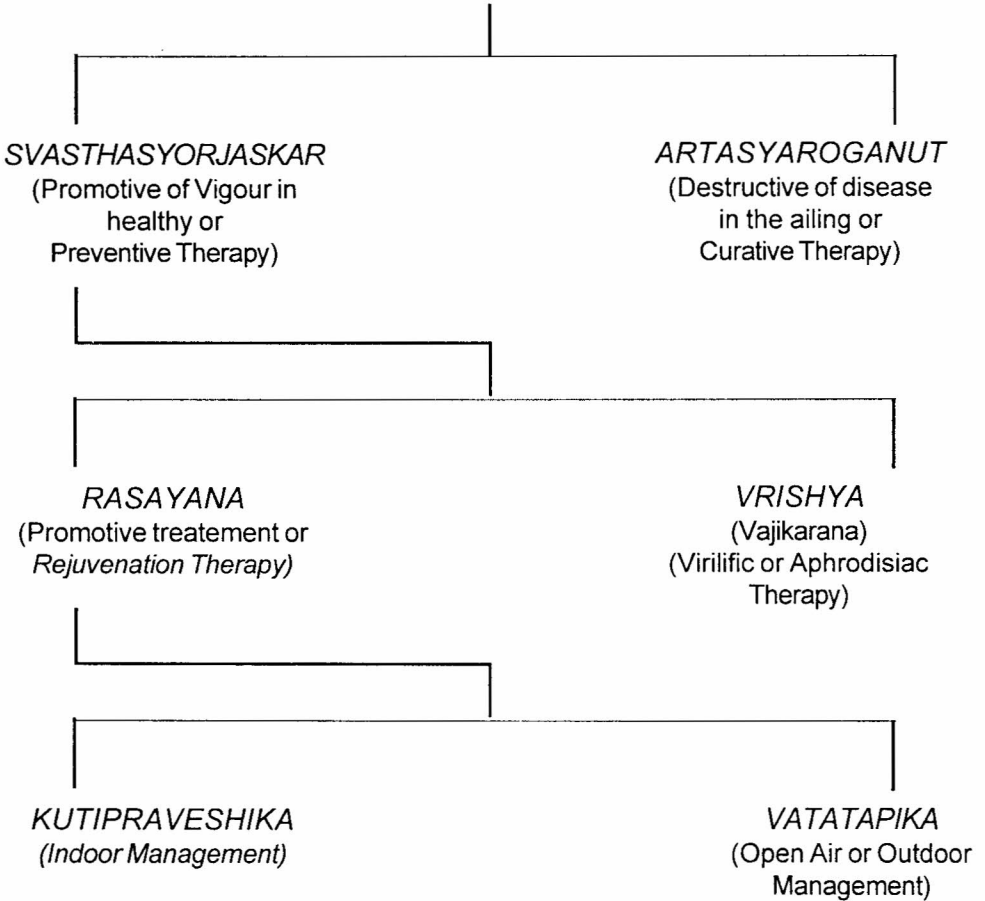 SVASTHASYORJASKAR
(Promotive of Vigour in
healthy or
Preventive Therapy)
ARTASYAROGANUT
(Destructive of disease
in the ailing or
Curative Therapy)
RASAYANA
(Promotive treatement or
Rejuvenation Therapy)
VRISHYA
(Vajikarana)
(Virilific or Aphrodisiac
Therapy)
KUTIPRAVESHIKA
(Indoor Management)
VATATAPIKA
(Open Air or Outdoor
Management)